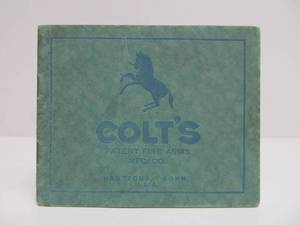 COLT'S
PATENT FIRE ARMS
MFG. CO.
HARTFORD, CONN.
U.S.A.